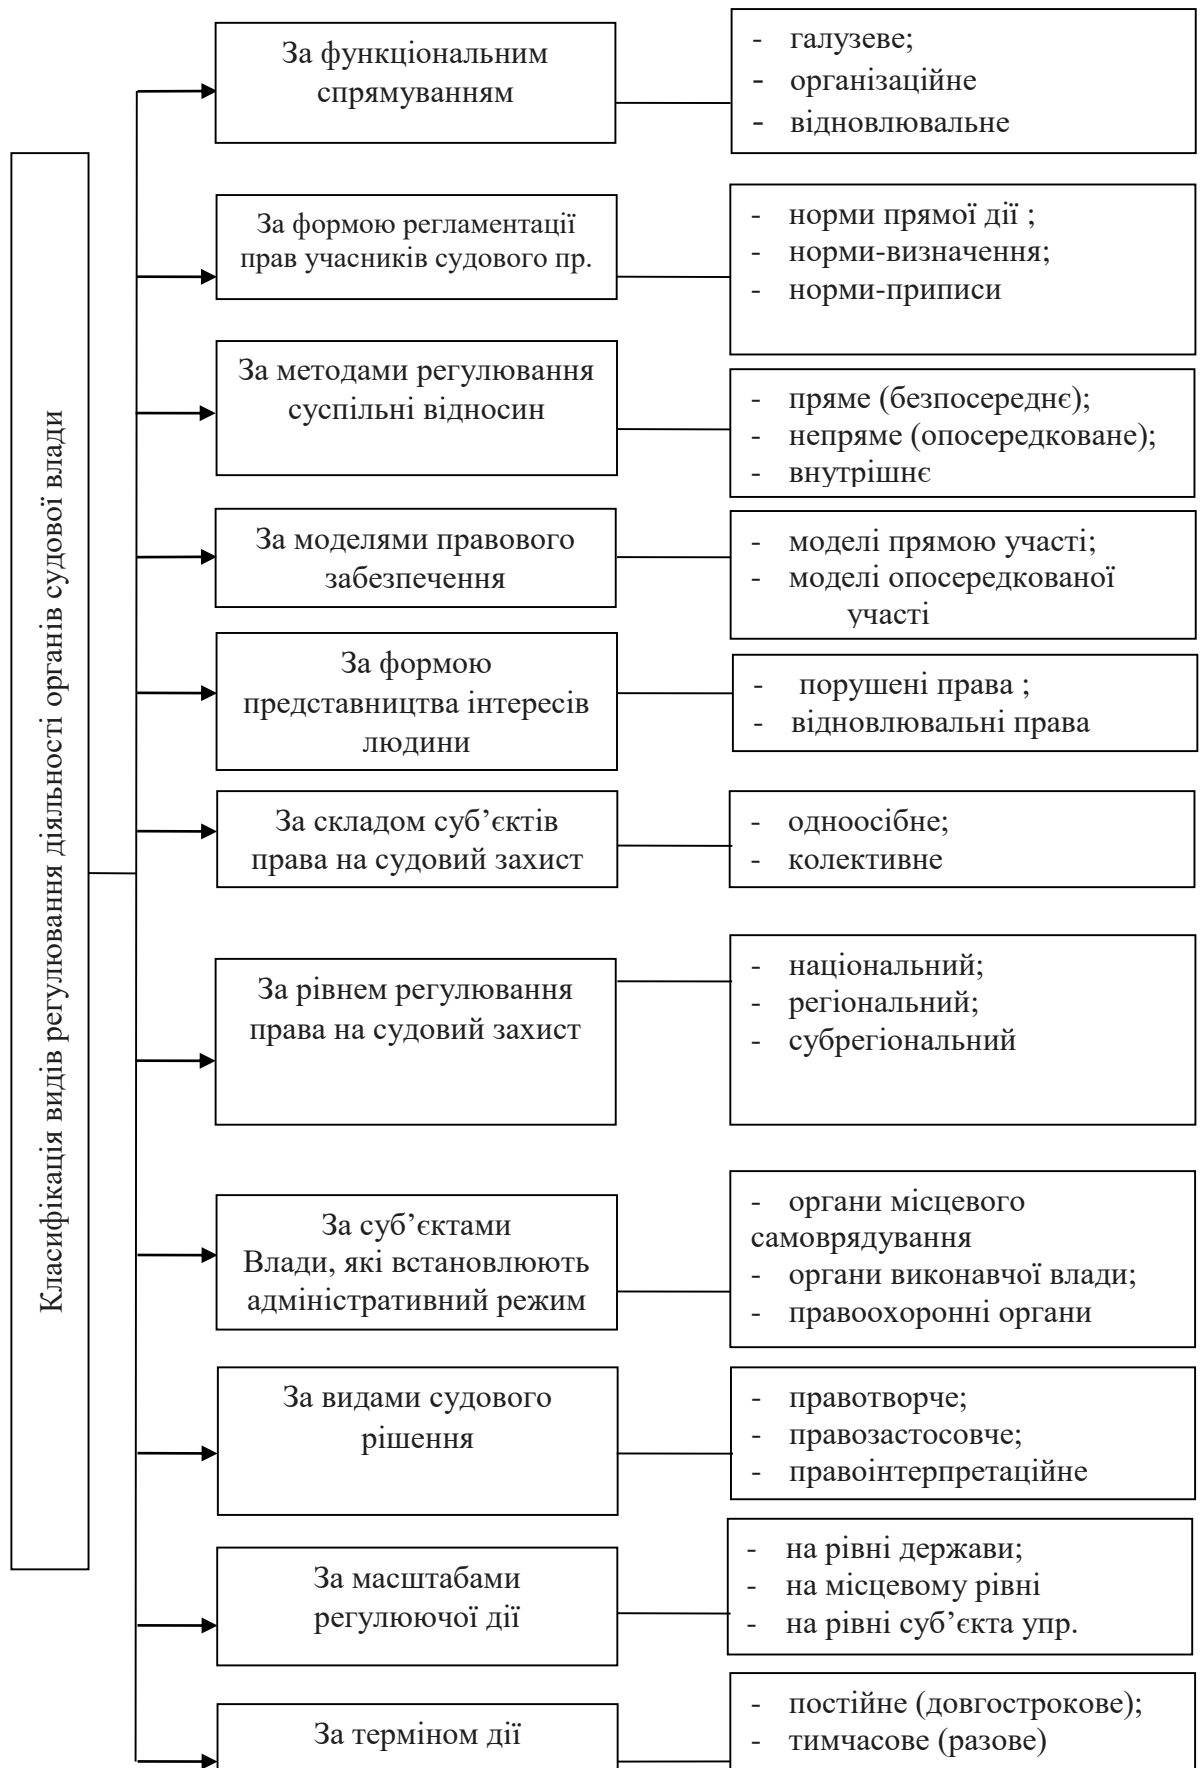 Класифікація видів регулювання діяльності органів судової влади
За функціональним
спрямуванням
- галузеве;
- організаційне
- відновлювальне
За формою регламентації
прав учасників судового пр.
- норми прямої дії ;
- норми-визначення;
- норми-приписи
За методами регулювання
суспільні відносин
- пряме (безпосереднє);
- непряме (опосередковане);
- внутрішнє
За моделями правового
забезпечення
- моделі прямою участі;
- моделі опосередкованої
участі
За формою
представництва інтересів
людини
- порушені права ;
- відновлювальні права
За складом суб’єктів
права на судовий захист
- одноосібне;
- колективне
За рівнем регулювання
права на судовий захист
- національний;
- регіональний;
- субрегіональний
За суб’єктами
Влади, які встановлюють
адміністративний режим
- органи місцевого
самоврядування
- органи виконавчої влади;
- правоохоронні органи
За видами судового
рішення
- правотворче;
- правозастосовче;
- правоінтерпретаційне
За масштабами
регулюючої дії
- на рівні держави;
- на місцевому рівні
- на рівні суб’єкта упр.
За терміном дії
- постійне (довгострокове);
- тимчасове (разове)